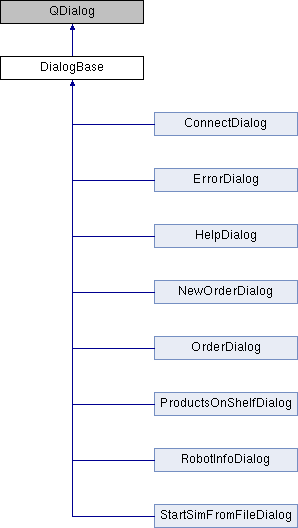 QDialog
DialogBase
ConnectDialog
ErrorDialog
HelpDialog
NewOrderDialog
OrderDialog
ProductsOnShelfDialog
RobotInfoDialog
StartSimFromFileDialog